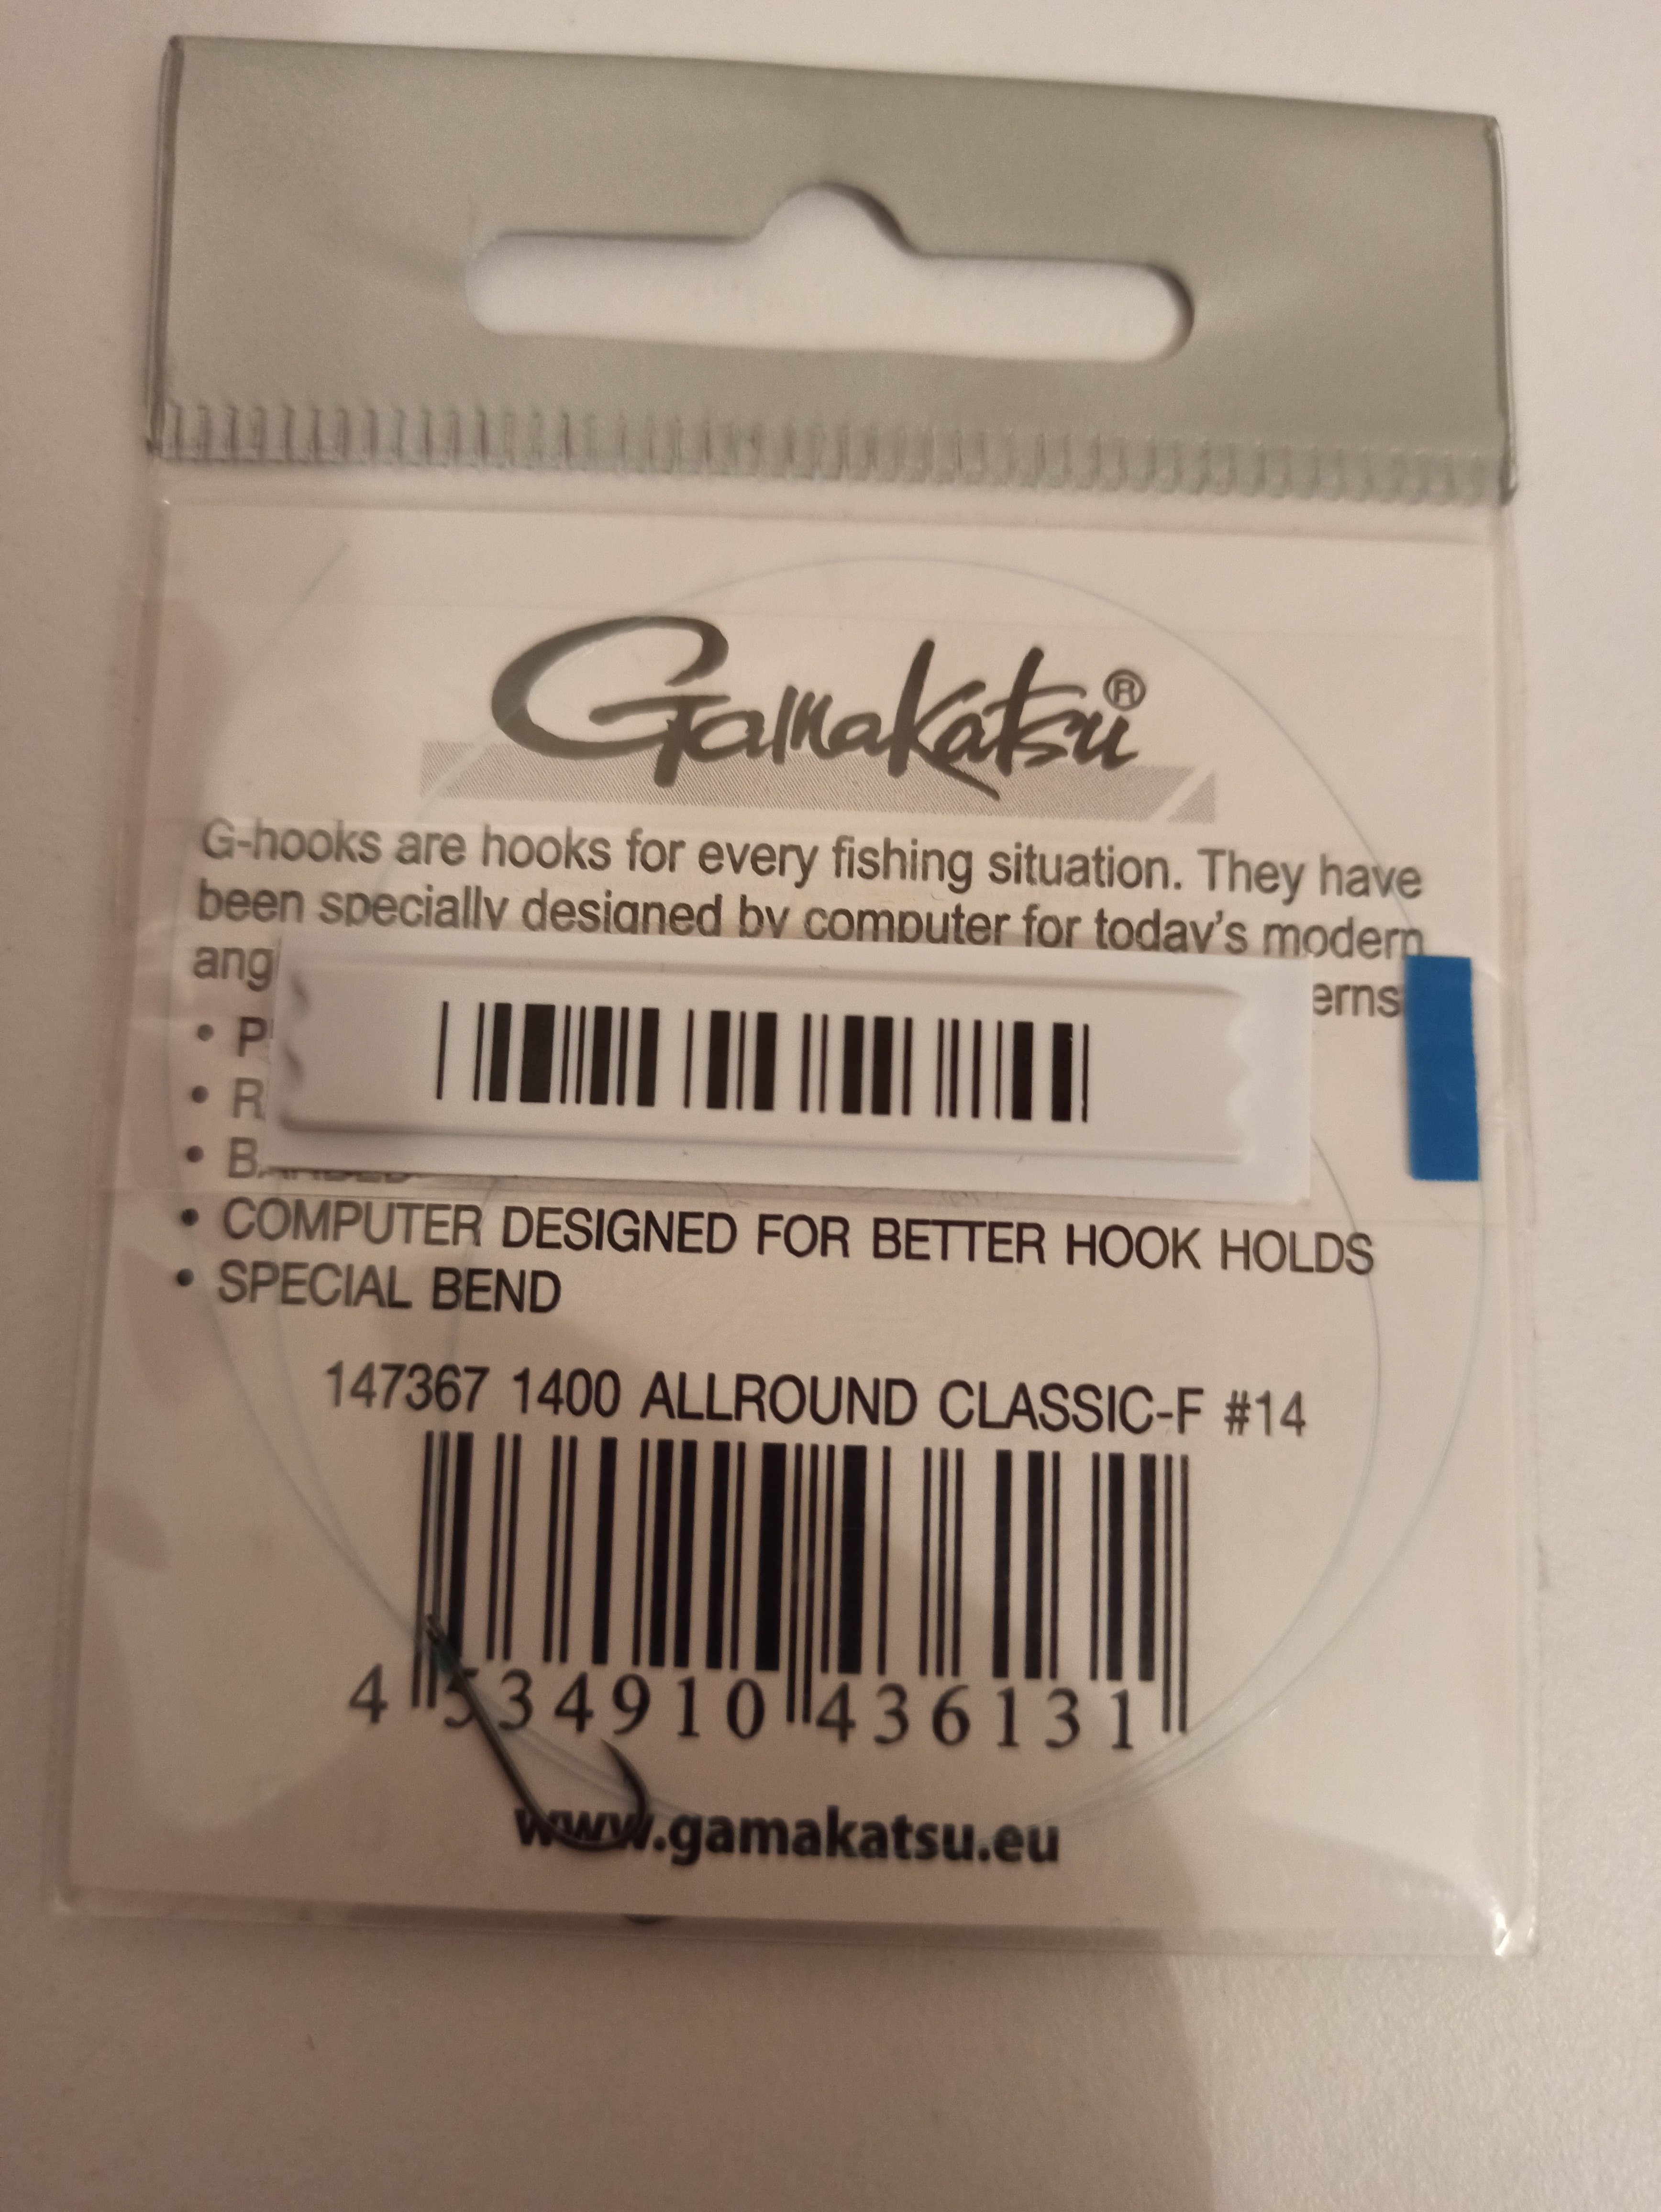 Gamakatsu®
G-hooks are hooks for every fishing situation. They have
been specially designed by computer for today's modern
• COMPUTER DESIGNED FOR BETTER HOOK HOLDS
• SPECIAL BEND
147367 1400 ALLROUND CLASSIC-F #14
4 534910 436131
www.gamakatsu.eu